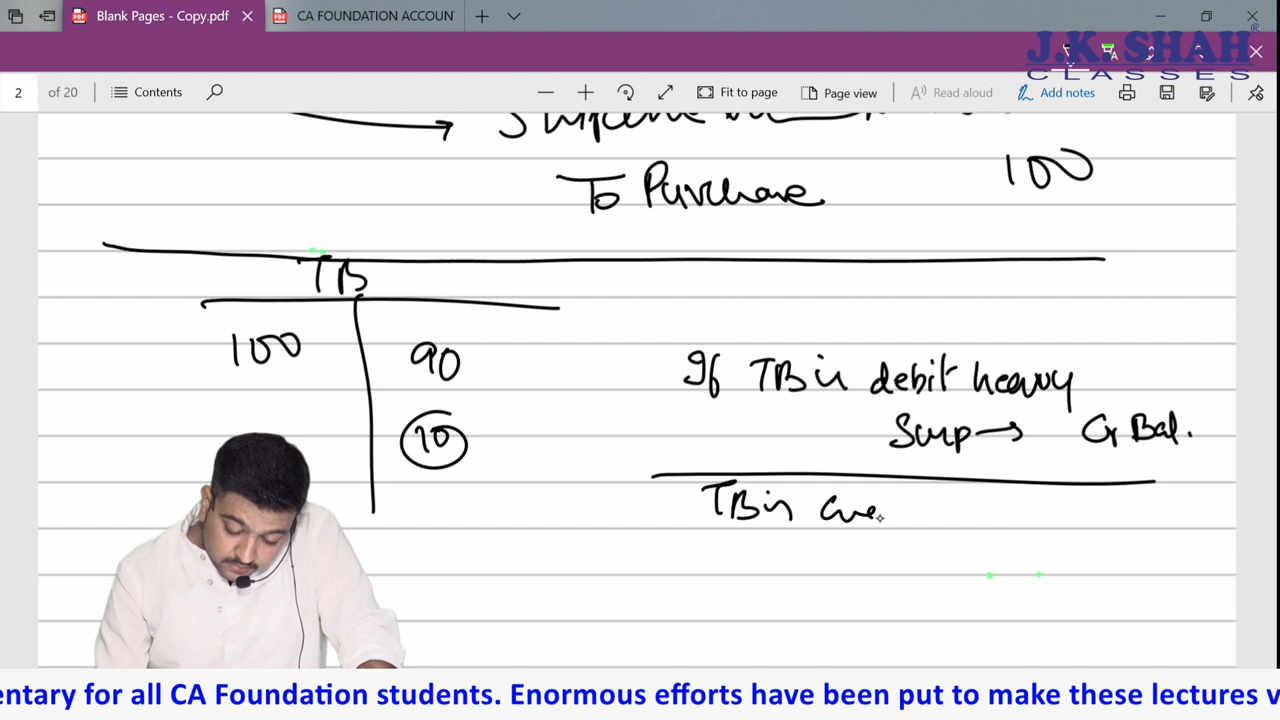 Blank Pages - Copy.pdf
CA FOUNDATION ACCOUNT
J.K. SHAH®
CLASSES
2 of 20
Contents
Fit to page
Page view
Read aloud
Add notes
To Purchase 100
TB
100 90
10
If TB is debit heavy
Susp → Cr Bal.
TB is Cre
entary for all CA Foundation students. Enormous efforts have been put to make these lectures v